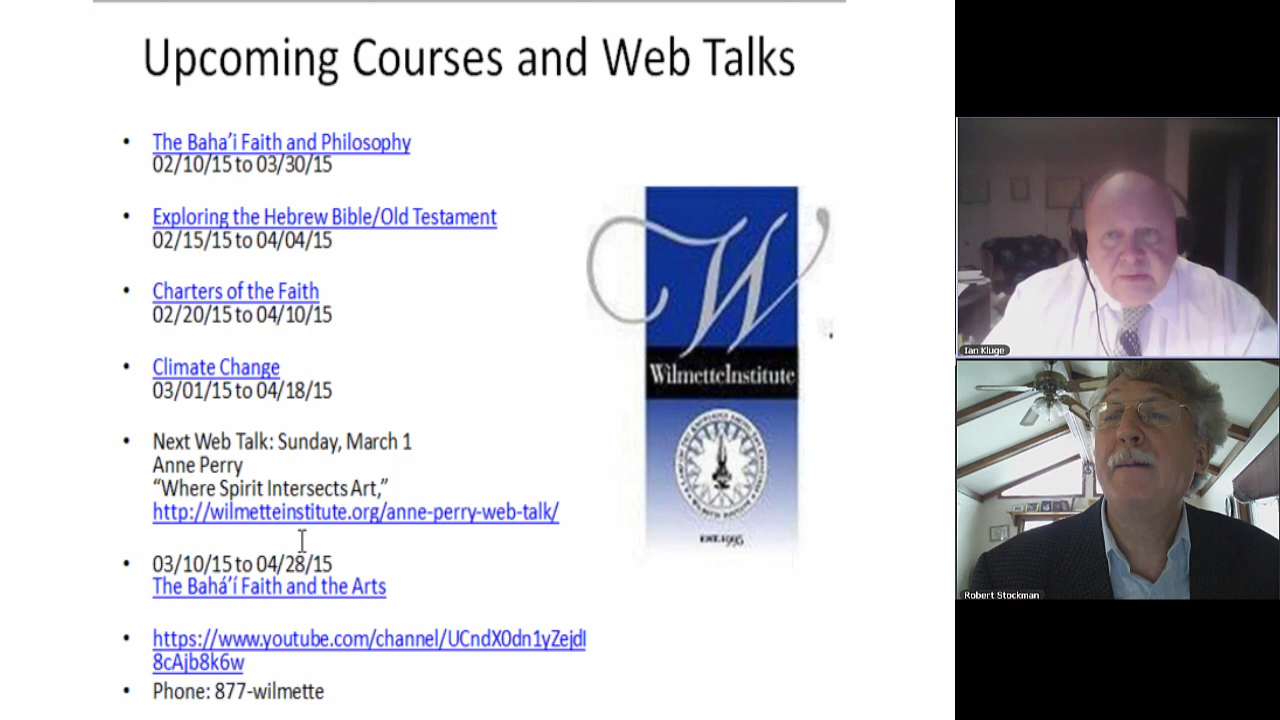 Upcoming Courses and Web Talks
• The Baha'i Faith and Philosophy
02/10/15 to 03/30/15
• Exploring the Hebrew Bible/Old Testament
02/15/15 to 04/04/15
• Charters of the Faith
02/20/15 to 04/10/15
• Climate Change
03/01/15 to 04/18/15
• Next Web Talk: Sunday, March 1
Anne Perry
“Where Spirit Intersects Art,”
http://wilmetteinstitute.org/anne-perry-web-talk/
• 03/10/15 to 04/28/15
The Bahá’í Faith and the Arts
• https://www.youtube.com/channel/UCndX0dn1yZejdI
8cAjb8k6w
• Phone: 877-wilmette
W
WilmetteInstitute
EST.1995
Ian Kluge
Robert Stockman